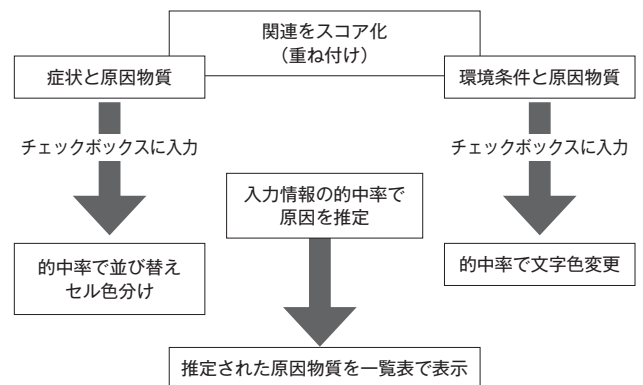 関連をスコア化
（重ね付け）
症状と原因物質
環境条件と原因物質
チェックボックスに入力
チェックボックスに入力
入力情報の的中率で
原因を推定
的中率で並び替え
セル色分け
的中率で文字色変更
推定された原因物質を一覧表で表示